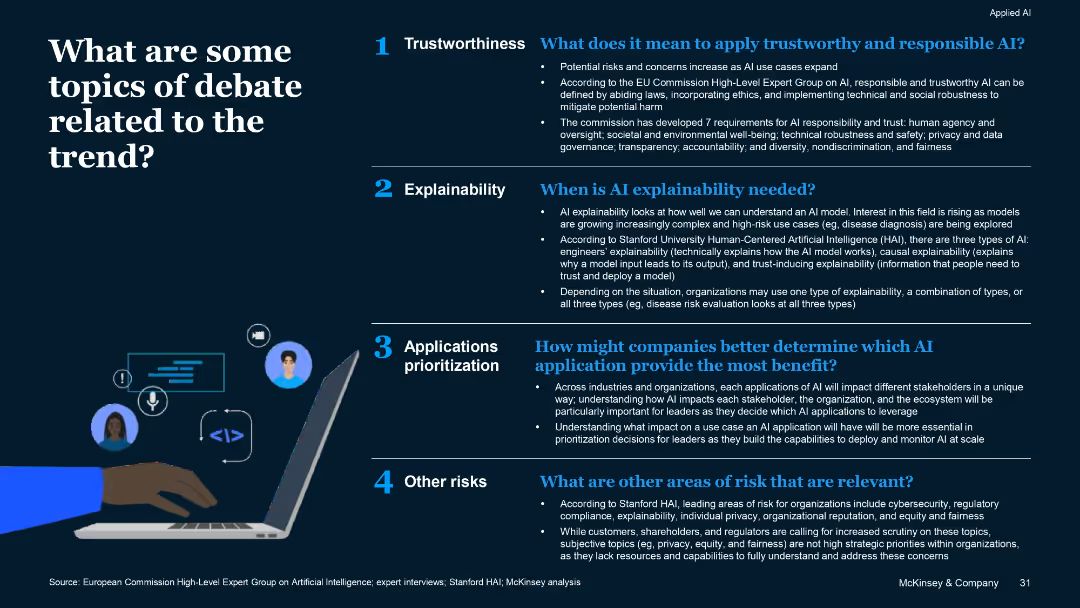 Applied AI
What are some
topics of debate
related to the
trend?
1 Trustworthiness
What does it mean to apply trustworthy and responsible AI?
• Potential risks and concerns increase as AI use cases expand
• According to the EU Commission High-Level Expert Group on AI, responsible and trustworthy AI can be
defined by abiding laws, incorporating ethics, and implementing technical and social robustness to
mitigate potential harm
• The commission has developed 7 requirements for AI responsibility and trust: human agency and
oversight; societal and environmental well-being; technical robustness and safety; privacy and data
governance; transparency; accountability; and diversity, nondiscrimination, and fairness
2 Explainability
When is AI explainability needed?
• AI explainability looks at how well we can understand an AI model. Interest in this field is rising as models
are growing increasingly complex and high-risk use cases (eg, disease diagnosis) are being explored
• According to Stanford University Human-Centered Artificial Intelligence (HAI), there are three types of AI:
engineers' explainability (technically explains how the AI model works), causal explainability (explains
why a model input leads to its output), and trust-inducing explainability (information that people need to
trust and deploy a model)
• Depending on the situation, organizations may use one type of explainability, a combination of types, or
all three types (eg, disease risk evaluation looks at all three types)
3 Applications
prioritization
How might companies better determine which AI
application provide the most benefit?
• Across industries and organizations, each applications of AI will impact different stakeholders in a unique
way; understanding how AI impacts each stakeholder, the organization, and the ecosystem will be
particularly important for leaders as they decide which AI applications to leverage
• Understanding what impact on a use case an AI application will have will be more essential in
prioritization decisions for leaders as they build the capabilities to deploy and monitor AI at scale
4 Other risks
What are other areas of risk that are relevant?
• According to Stanford HAI, leading areas of risk for organizations include cybersecurity, regulatory
compliance, explainability, individual privacy, organizational reputation, and equity and fairness
• While customers, shareholders, and regulators are calling for increased scrutiny on these topics,
subjective topics (eg, privacy, equity, and fairness) are not high strategic priorities within organizations,
as they lack resources and capabilities to fully understand and address these concerns
!
</>
Source: European Commission High-Level Expert Group on Artificial Intelligence; expert interviews; Stanford HAI; McKinsey analysis
McKinsey & Company 31